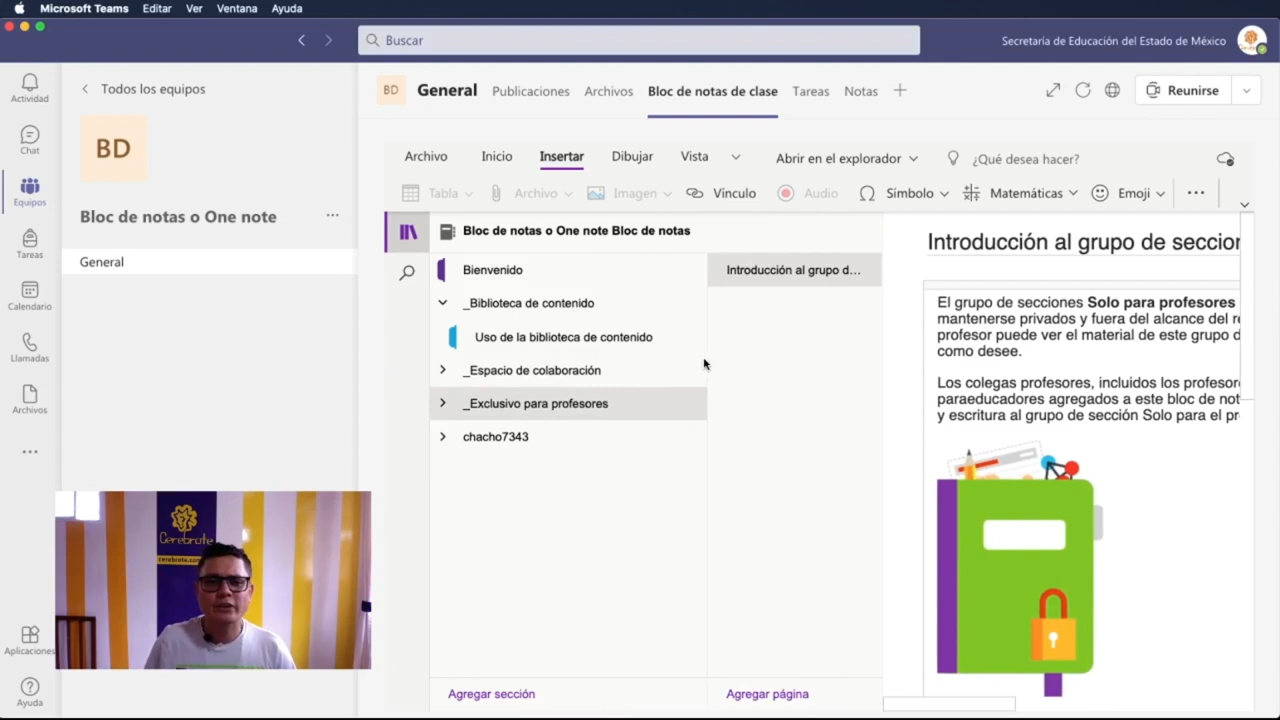 Microsoft Teams Editar Ver Ventana Ayuda
Buscar
Secretaría de Educación del Estado de México
Actividad
Chat
Equipos
Tareas
Calendario
Llamadas
Archivos
Aplicaciones
Ayuda
Todos los equipos
BD
Bloc de notas o One note
General
BD General Publicaciones Archivos Bloc de notas de clase Tareas Notas
Reunirse
Archivo Inicio Insertar Dibujar Vista Abrir en el explorador ¿Qué desea hacer?
Tabla Archivo Imagen Vínculo Audio Símbolo Matemáticas Emoji
Bloc de notas o One note Bloc de notas
Bienvenido
_Biblioteca de contenido
Uso de la biblioteca de contenido
_Espacio de colaboración
_Exclusivo para profesores
chacho7343
Agregar sección
Introducción al grupo d...
Agregar página
Introducción al grupo de seccior
El grupo de secciones Solo para profesores
mantenerse privados y fuera del alcance del r
profesor puede ver el material de este grupo d
como desee.
Los colegas profesores, incluidos los profesor
paraeducadores agregados a este bloc de not
y escritura al grupo de sección Solo para el pr
Cerebrote
cerebrote.com